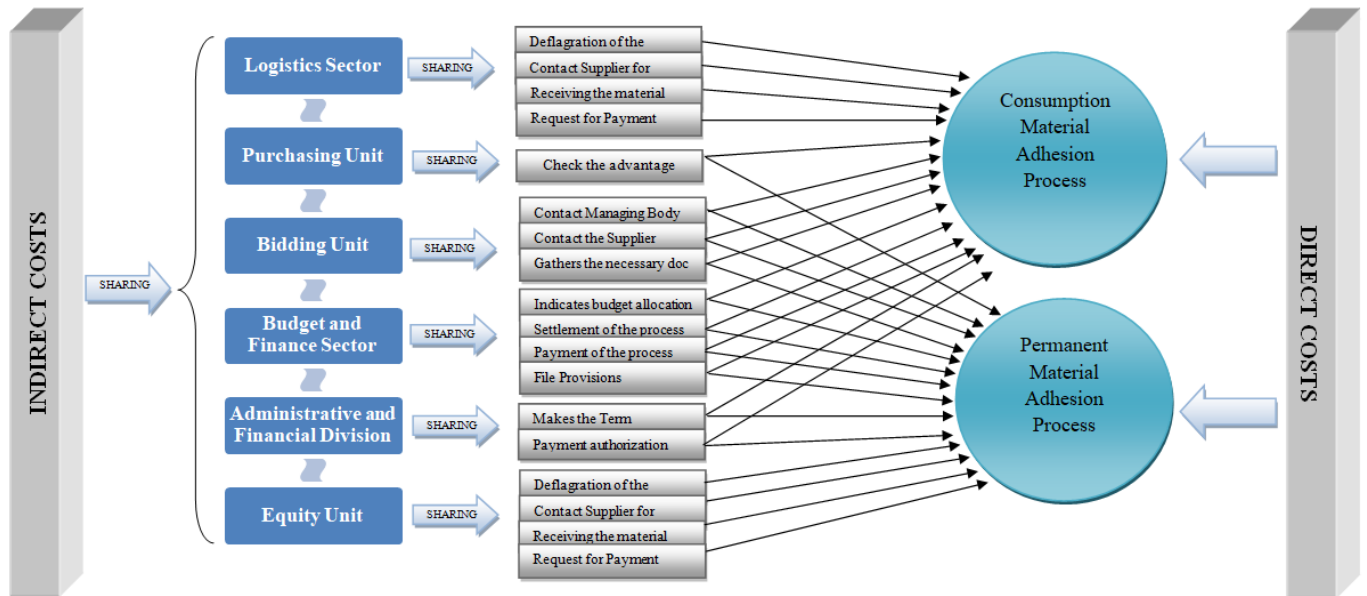 INDIRECT COSTS
SHARING
Logistics Sector
SHARING
Deflagration of the
Contact Supplier for
Receiving the material
Request for Payment
Purchasing Unit
SHARING
Check the advantage
Bidding Unit
SHARING
Contact Managing Body
Contact the Supplier
Gathers the necessary doc
Budget and
Finance Sector
SHARING
Indicates budget allocation
Settlement of the process
Payment of the process
File Provisions
Administrative and
Financial Division
SHARING
Makes the Term
Payment authorization
Equity Unit
SHARING
Deflagration of the
Contact Supplier for
Receiving the material
Request for Payment
Consumption
Material
Adhesion
Process
Permanent
Material
Adhesion
Process
DIRECT COSTS